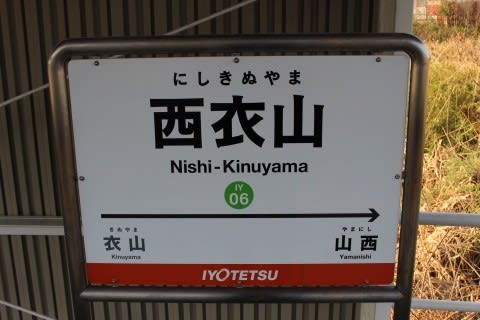 にしきぬやま
西衣山
Nishi-Kinuyama
IY
06
きぬやま
衣山
Kinuyama
やまにし
山西
Yamanishi
IYOTETSU